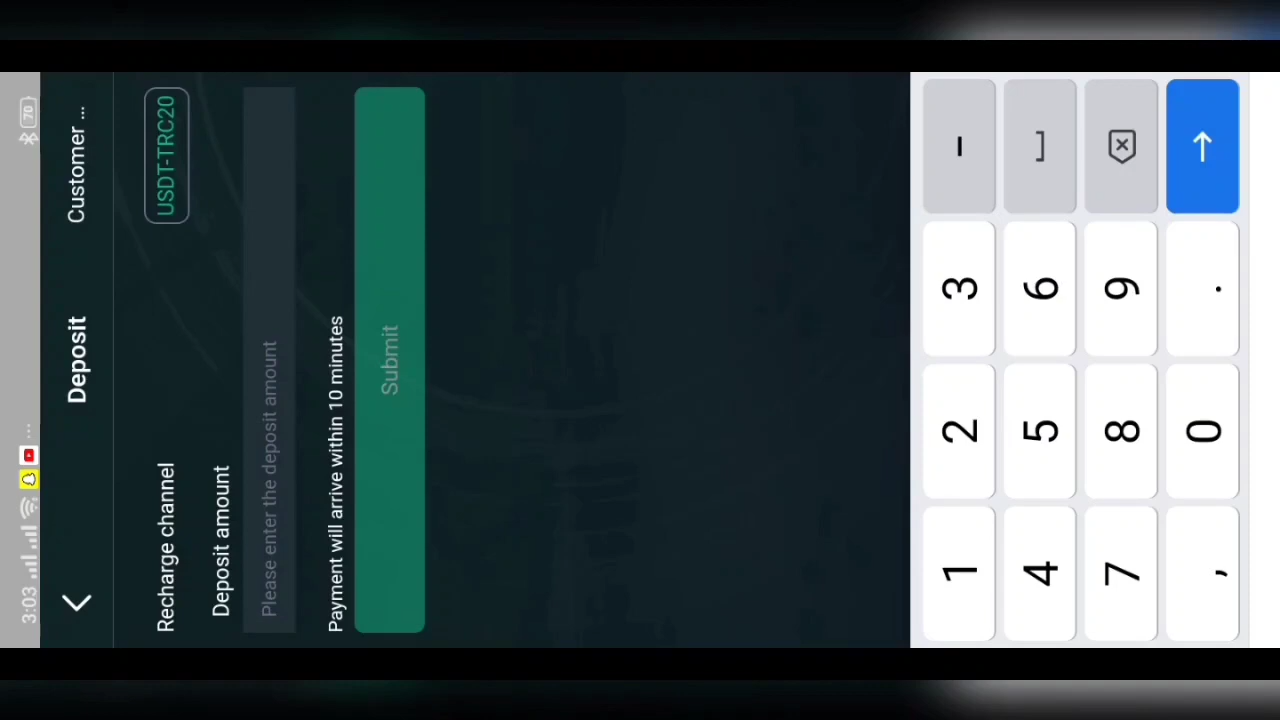 3:03
70
Deposit
Customer ...
Recharge channel
USDT-TRC20
Deposit amount
Please enter the deposit amount
Payment will arrive within 10 minutes
Submit
1 2 3 -
4 5 6
7 8 9
, 0 .